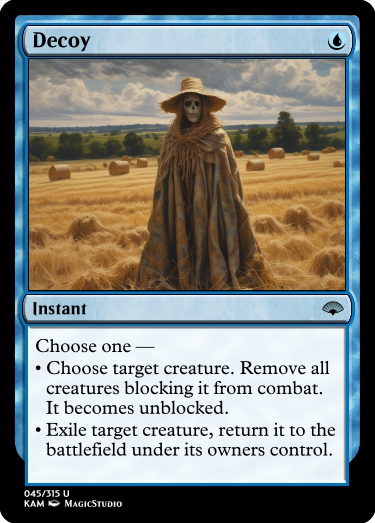 Decoy
Instant
Choose one —
• Choose target creature. Remove all
creatures blocking it from combat.
It becomes unblocked.
• Exile target creature, return it to the
battlefield under its owners control.
045/315 U
KAM MagicStudio